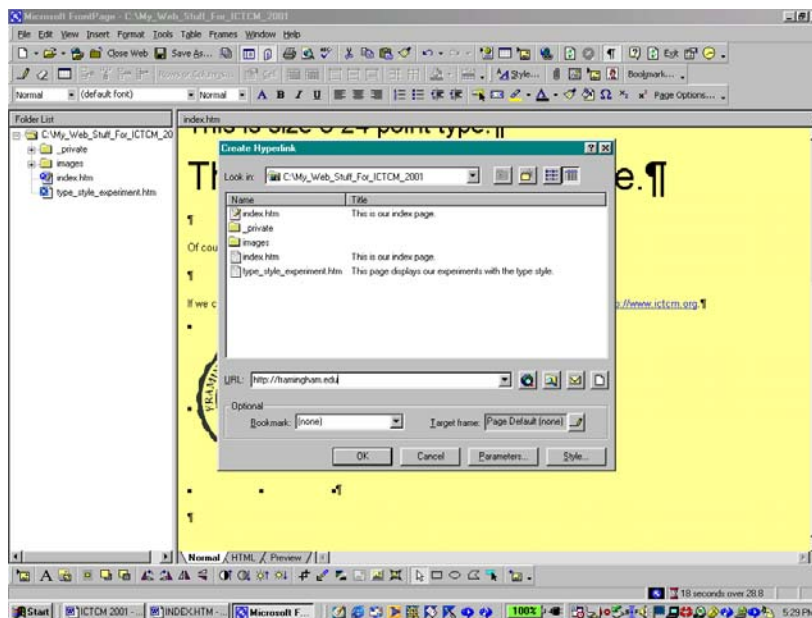 Microsoft FrontPage - C:\My_Web_Stuff_For_ICTCM_2001
File Edit View Insert Format Tools Table Frames Window Help
Close Web Save As... Exit
Style... Bookmark...
Normal (default font) Normal A B I U Page Options...
Folder List
index.htm
C:\My_Web_Stuff_For_ICTCM_20
_private
images
index.htm
type_style_experiment.htm
This is size 6 24 point type.¶
Th e.¶
¶
Of cou
¶
If we c p://www.ictcm.org.¶
Create Hyperlink
Look in: C:\My_Web_Stuff_For_ICTCM_2001
Name Title
index.htm This is our index page.
_private
images
index.htm This is our index page.
type_style_experiment.htm This page displays our experiments with the type style.
URL: http://framingham.edu
Optional
Bookmark: (none) Target frame: Page Default (none)
OK Cancel Parameters... Style...
FRAMI
¶
¶
Normal HTML Preview
18 seconds over 28.8
Start ICTCM 2001 - ... INDEX.HTM - ... Microsoft F... 100% 5:29 PM